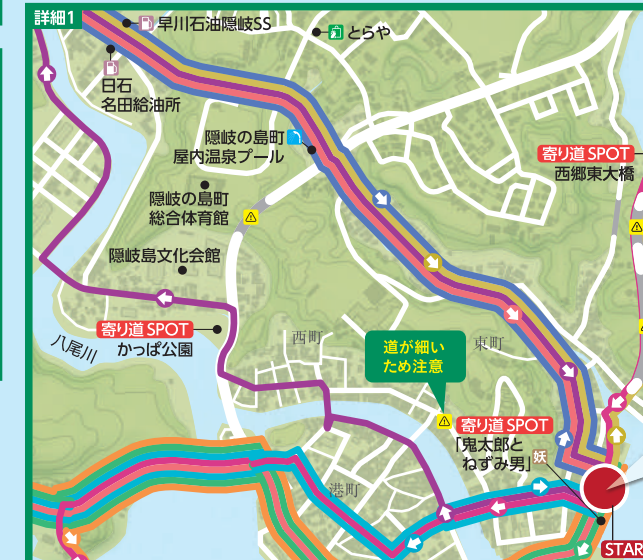 詳細1
早川石油隠岐SS
とらや
日石
名田給油所
隠岐の島町
屋内温泉プール
寄り道SPOT
西郷東大橋
隠岐の島町
総合体育館
隠岐島文化会館
寄り道SPOT
かっぱ公園
八尾川
西町
道が細い
ため注意
東町
寄り道SPOT
「鬼太郎と
ねずみ男」
妖
港町
STAR